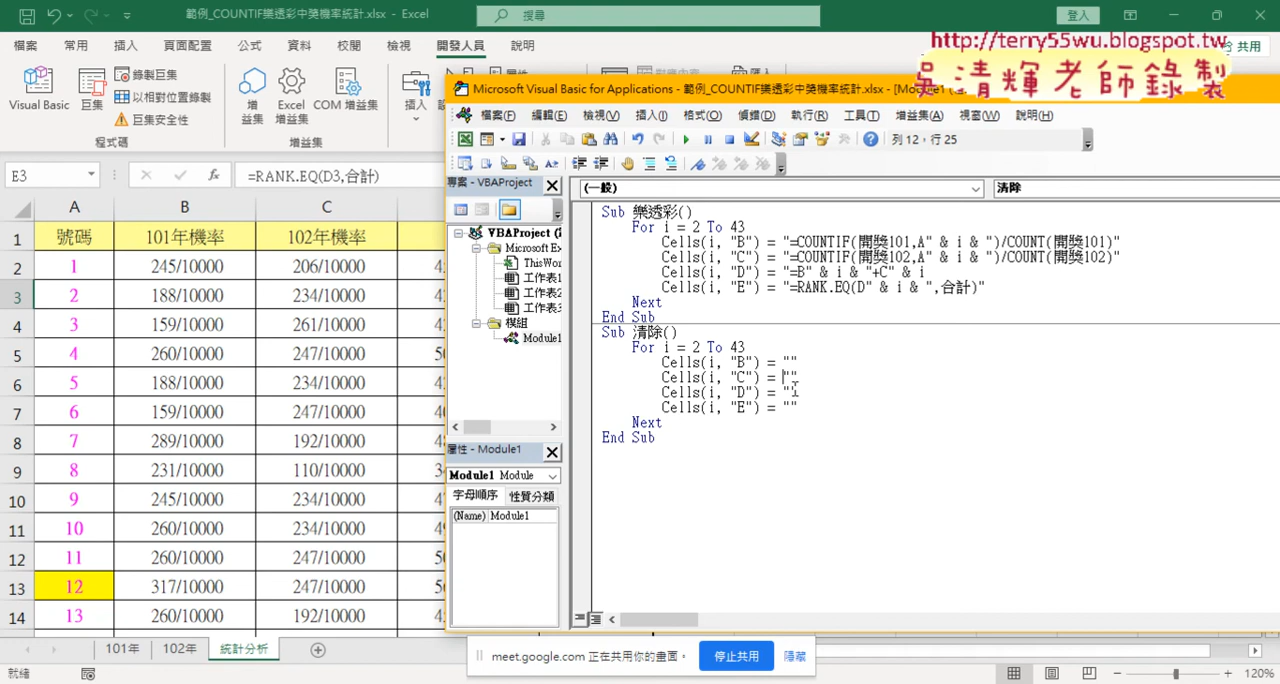 範例_COUNTIF樂透彩中獎機率統計.xlsx - Excel
搜尋
登入
檔案 常用 插入 頁面配置 公式 資料 校閱 檢視 開發人員 說明
共用
http://terry55wu.blogspot.tw
吳清輝老師錄製
Visual Basic
巨集
錄製巨集
以相對位置錄製
巨集安全性
程式碼
增益集
Excel 增益集
COM 增益集
增益集
插入
屬性
E3
=RANK.EQ(D3,合計)
A B C
1 號碼 101年機率 102年機率
2 1 245/10000 206/10000
3 2 188/10000 234/10000
4 3 159/10000 261/10000
5 4 260/10000 247/10000
6 5 188/10000 234/10000
7 6 159/10000 247/10000
8 7 289/10000 192/10000
9 8 231/10000 110/10000
10 9 245/10000 234/10000
11 10 260/10000 234/10000
12 11 260/10000 247/10000
13 12 317/10000 247/10000
14 13 260/10000 192/10000
101年 102年 統計分析
就緒
120%
Microsoft Visual Basic for Applications - 範例_COUNTIF樂透彩中獎機率統計.xlsx - [Module1
檔案(F) 編輯(E) 檢視(V) 插入(I) 格式(O) 偵錯(D) 執行(R) 工具(T) 增益集(A) 視窗(W) 說明(H)
列 12，行 25
專案 - VBAProject
VBAProject
Microsoft Ex
ThisWo
工作表1
工作表2
工作表3
模組
Module1
屬性 - Module1
Module1 Module
字母順序 性質分類
(Name) Module1
(一般) 清除
Sub 樂透彩()
For i = 2 To 43
Cells(i, "B") = "=COUNTIF(開獎101,A" & i & ")/COUNT(開獎101)"
Cells(i, "C") = "=COUNTIF(開獎102,A" & i & ")/COUNT(開獎102)"
Cells(i, "D") = "=B" & i & "+C" & i
Cells(i, "E") = "=RANK.EQ(D" & i & ",合計)"
Next
End Sub
Sub 清除()
For i = 2 To 43
Cells(i, "B") = ""
Cells(i, "C") = ""
Cells(i, "D") = ""
Cells(i, "E") = ""
Next
End Sub
meet.google.com 正在共用你的畫面。
停止共用
隱藏